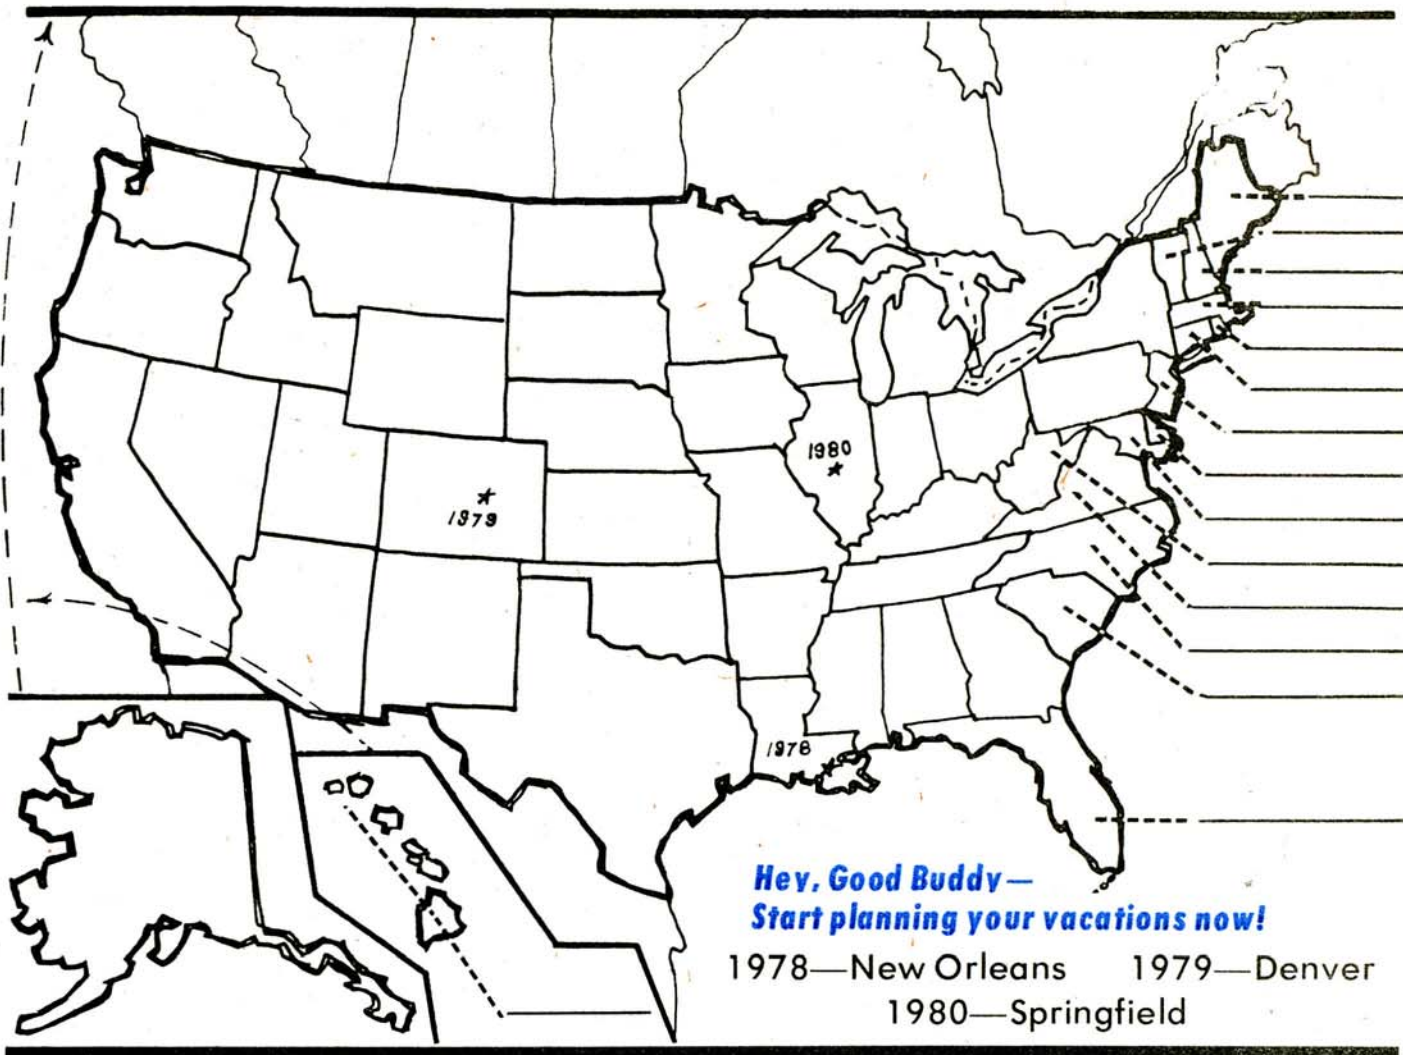 1980
1979
1978
Hey, Good Buddy—
Start planning your vacations now!
1978—New Orleans 1979—Denver
1980—Springfield